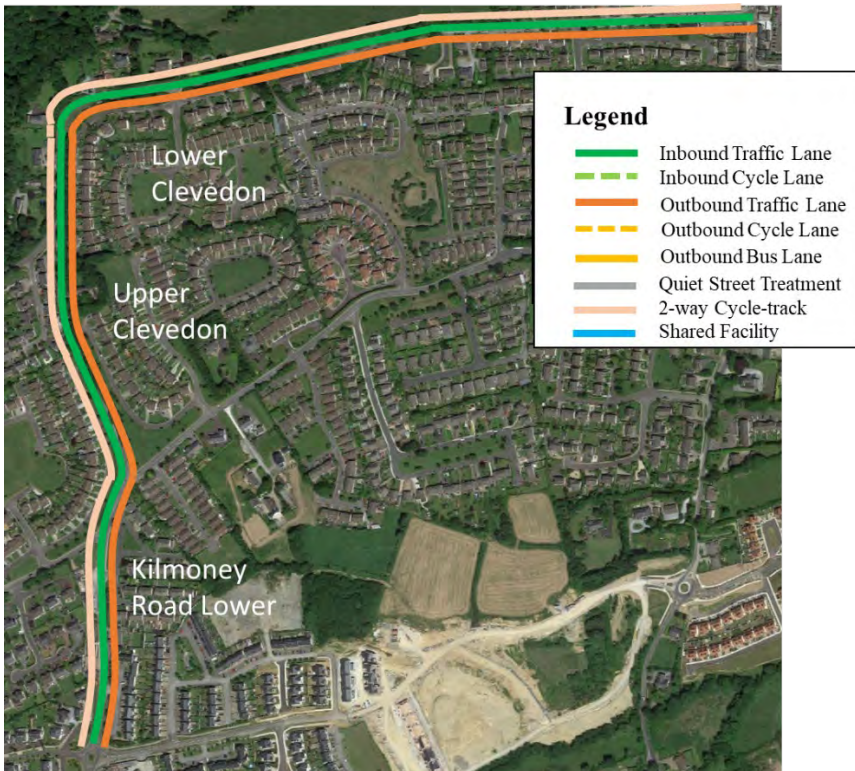 Legend
Inbound Traffic Lane
Inbound Cycle Lane
Outbound Traffic Lane
Outbound Cycle Lane
Outbound Bus Lane
Quiet Street Treatment
2-way Cycle-track
Shared Facility
Lower
Clevedon
Upper
Clevedon
Kilmoney
Road Lower